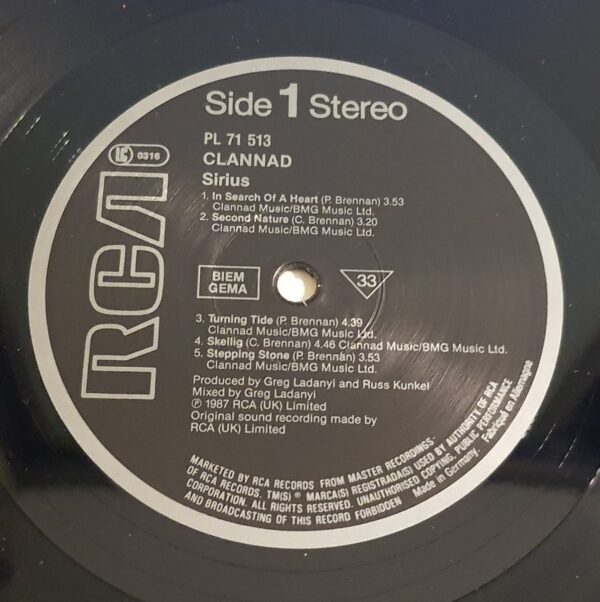 Side 1 Stereo
PL 71 513
LC 0316
CLANNAD
Sirius
RCA
1. In Search Of A Heart (P. Brennan) 3.53
Clannad Music/BMG Music Ltd.
2. Second Nature (C. Brennan) 3.20
Clannad Music/BMG Music Ltd.
BIEM
GEMA
33
3. Turning Tide (P. Brennan) 4.39
Clannad Music/BMG Music Ltd.
4. Skellig (C. Brennan) 4.46 Clannad Music/BMG Music Ltd.
5. Stepping Stone (P. Brennan) 3.53
Clannad Music/BMG Music Ltd.
Produced by Greg Ladanyi and Russ Kunkel
Mixed by Greg Ladanyi
℗ 1987 RCA (UK) Limited
Original sound recording made by
RCA (UK) Limited
MARKETED BY RCA RECORDS FROM MASTER RECORDINGS.
OF RCA RECORDS. TM(S) ® MARCA(S) REGISTRADA(S) USED BY AUTHORITY OF RCA
CORPORATION. ALL RIGHTS RESERVED. UNAUTHORISED COPYING, PUBLIC PERFORMANCE
AND BROADCASTING OF THIS RECORD FORBIDDEN
Made in Germany. Fabriqué en Allemagne